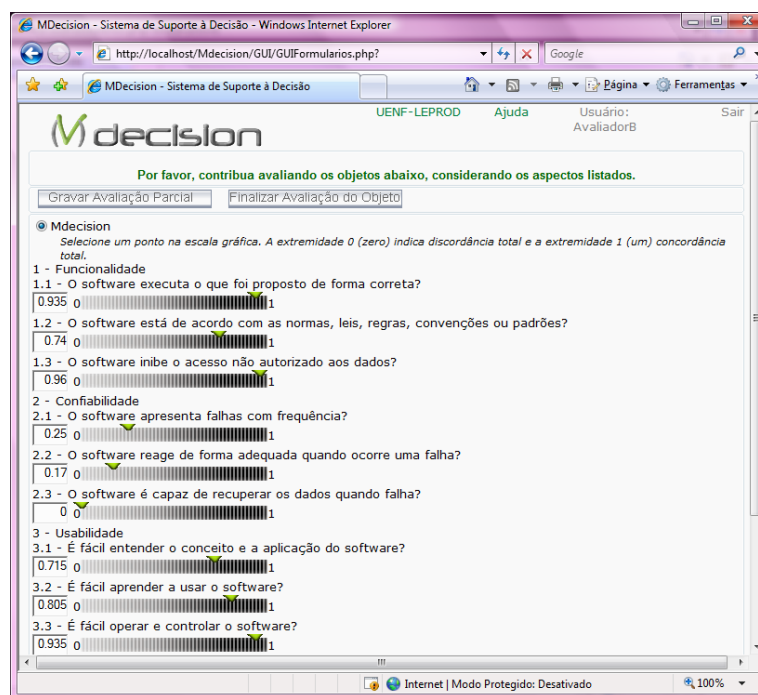 MDecision - Sistema de Suporte à Decisão - Windows Internet Explorer
http://localhost/Mdecision/GUI/GUIFormularios.php?
Google
MDecision - Sistema de Suporte à Decisão
Página
Ferramentas
Mdecision
UENF-LEPROD
Ajuda
Usuário:
AvaliadorB
Sair
Por favor, contribua avaliando os objetos abaixo, considerando os aspectos listados.
Gravar Avaliação Parcial
Finalizar Avaliação do Objeto
Mdecision
Selecione um ponto na escala gráfica. A extremidade 0 (zero) indica discordância total e a extremidade 1 (um) concordância
total.
1 - Funcionalidade
1.1 - O software executa o que foi proposto de forma correta?
0.935 0 1
1.2 - O software está de acordo com as normas, leis, regras, convenções ou padrões?
0.74 0 1
1.3 - O software inibe o acesso não autorizado aos dados?
0.96 0 1
2 - Confiabilidade
2.1 - O software apresenta falhas com frequência?
0.25 0 1
2.2 - O software reage de forma adequada quando ocorre uma falha?
0.17 0 1
2.3 - O software é capaz de recuperar os dados quando falha?
0 0 1
3 - Usabilidade
3.1 - É fácil entender o conceito e a aplicação do software?
0.715 0 1
3.2 - É fácil aprender a usar o software?
0.805 0 1
3.3 - É fácil operar e controlar o software?
0.935 0 1
Internet | Modo Protegido: Desativado
100%